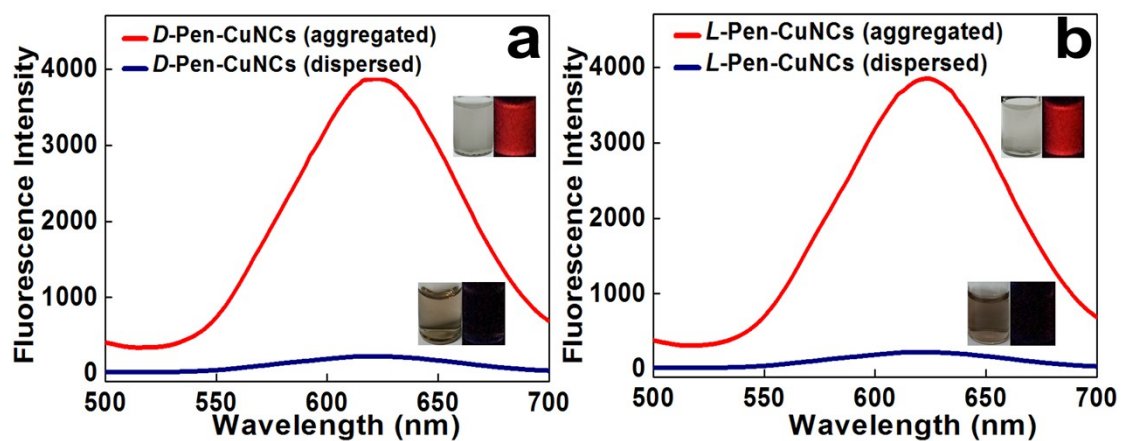 a
D-Pen-CuNCs (aggregated)
D-Pen-CuNCs (dispersed)
4000
3000
2000
1000
0
Fluorescence Intensity
500 550 600 650 700
Wavelength (nm)
b
L-Pen-CuNCs (aggregated)
L-Pen-CuNCs (dispersed)
4000
3000
2000
1000
0
Fluorescence Intensity
500 550 600 650 700
Wavelength (nm)